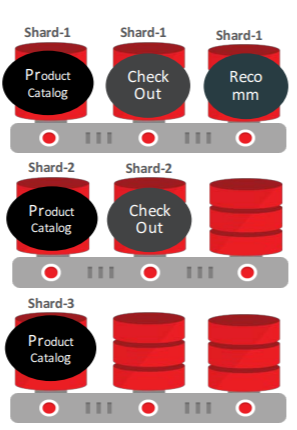 Shard-1 Shard-1 Shard-1
Product
Catalog
Check
Out
Reco
mm
Shard-2 Shard-2
Product
Catalog
Check
Out
Shard-3
Product
Catalog